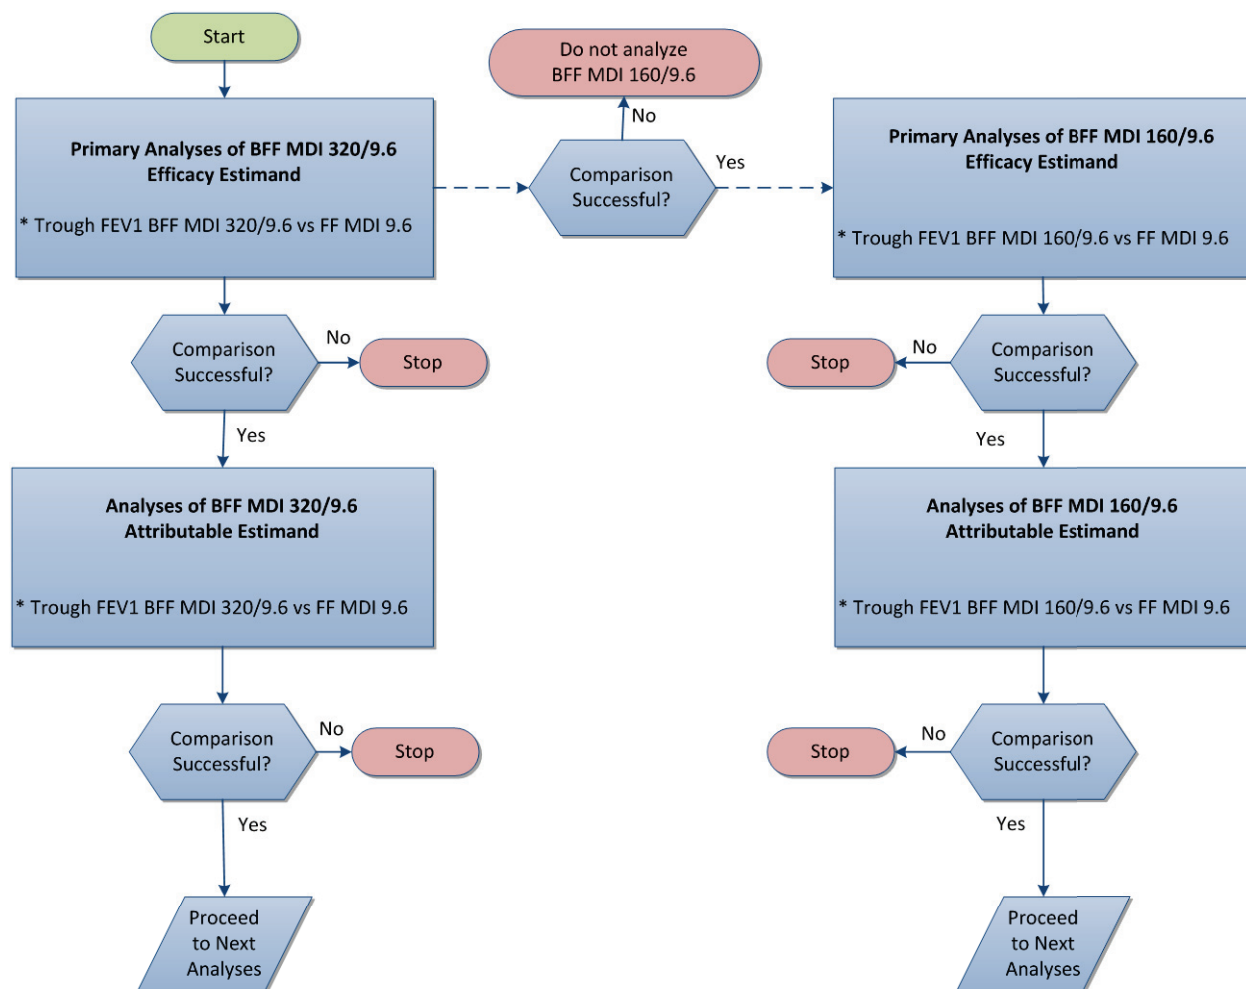 Start
Do not analyze
BFF MDI 160/9.6
No
Primary Analyses of BFF MDI 320/9.6
Efficacy Estimand
* Trough FEV1 BFF MDI 320/9.6 vs FF MDI 9.6
Comparison
Successful?
Yes
Primary Analyses of BFF MDI 160/9.6
Efficacy Estimand
* Trough FEV1 BFF MDI 160/9.6 vs FF MDI 9.6
Comparison
Successful?
No
Stop
Yes
Stop
No
Comparison
Successful?
Yes
Analyses of BFF MDI 320/9.6
Attributable Estimand
* Trough FEV1 BFF MDI 320/9.6 vs FF MDI 9.6
Analyses of BFF MDI 160/9.6
Attributable Estimand
* Trough FEV1 BFF MDI 160/9.6 vs FF MDI 9.6
Comparison
Successful?
No
Stop
Yes
Stop
No
Comparison
Successful?
Yes
Proceed
to Next
Analyses
Proceed
to Next
Analyses